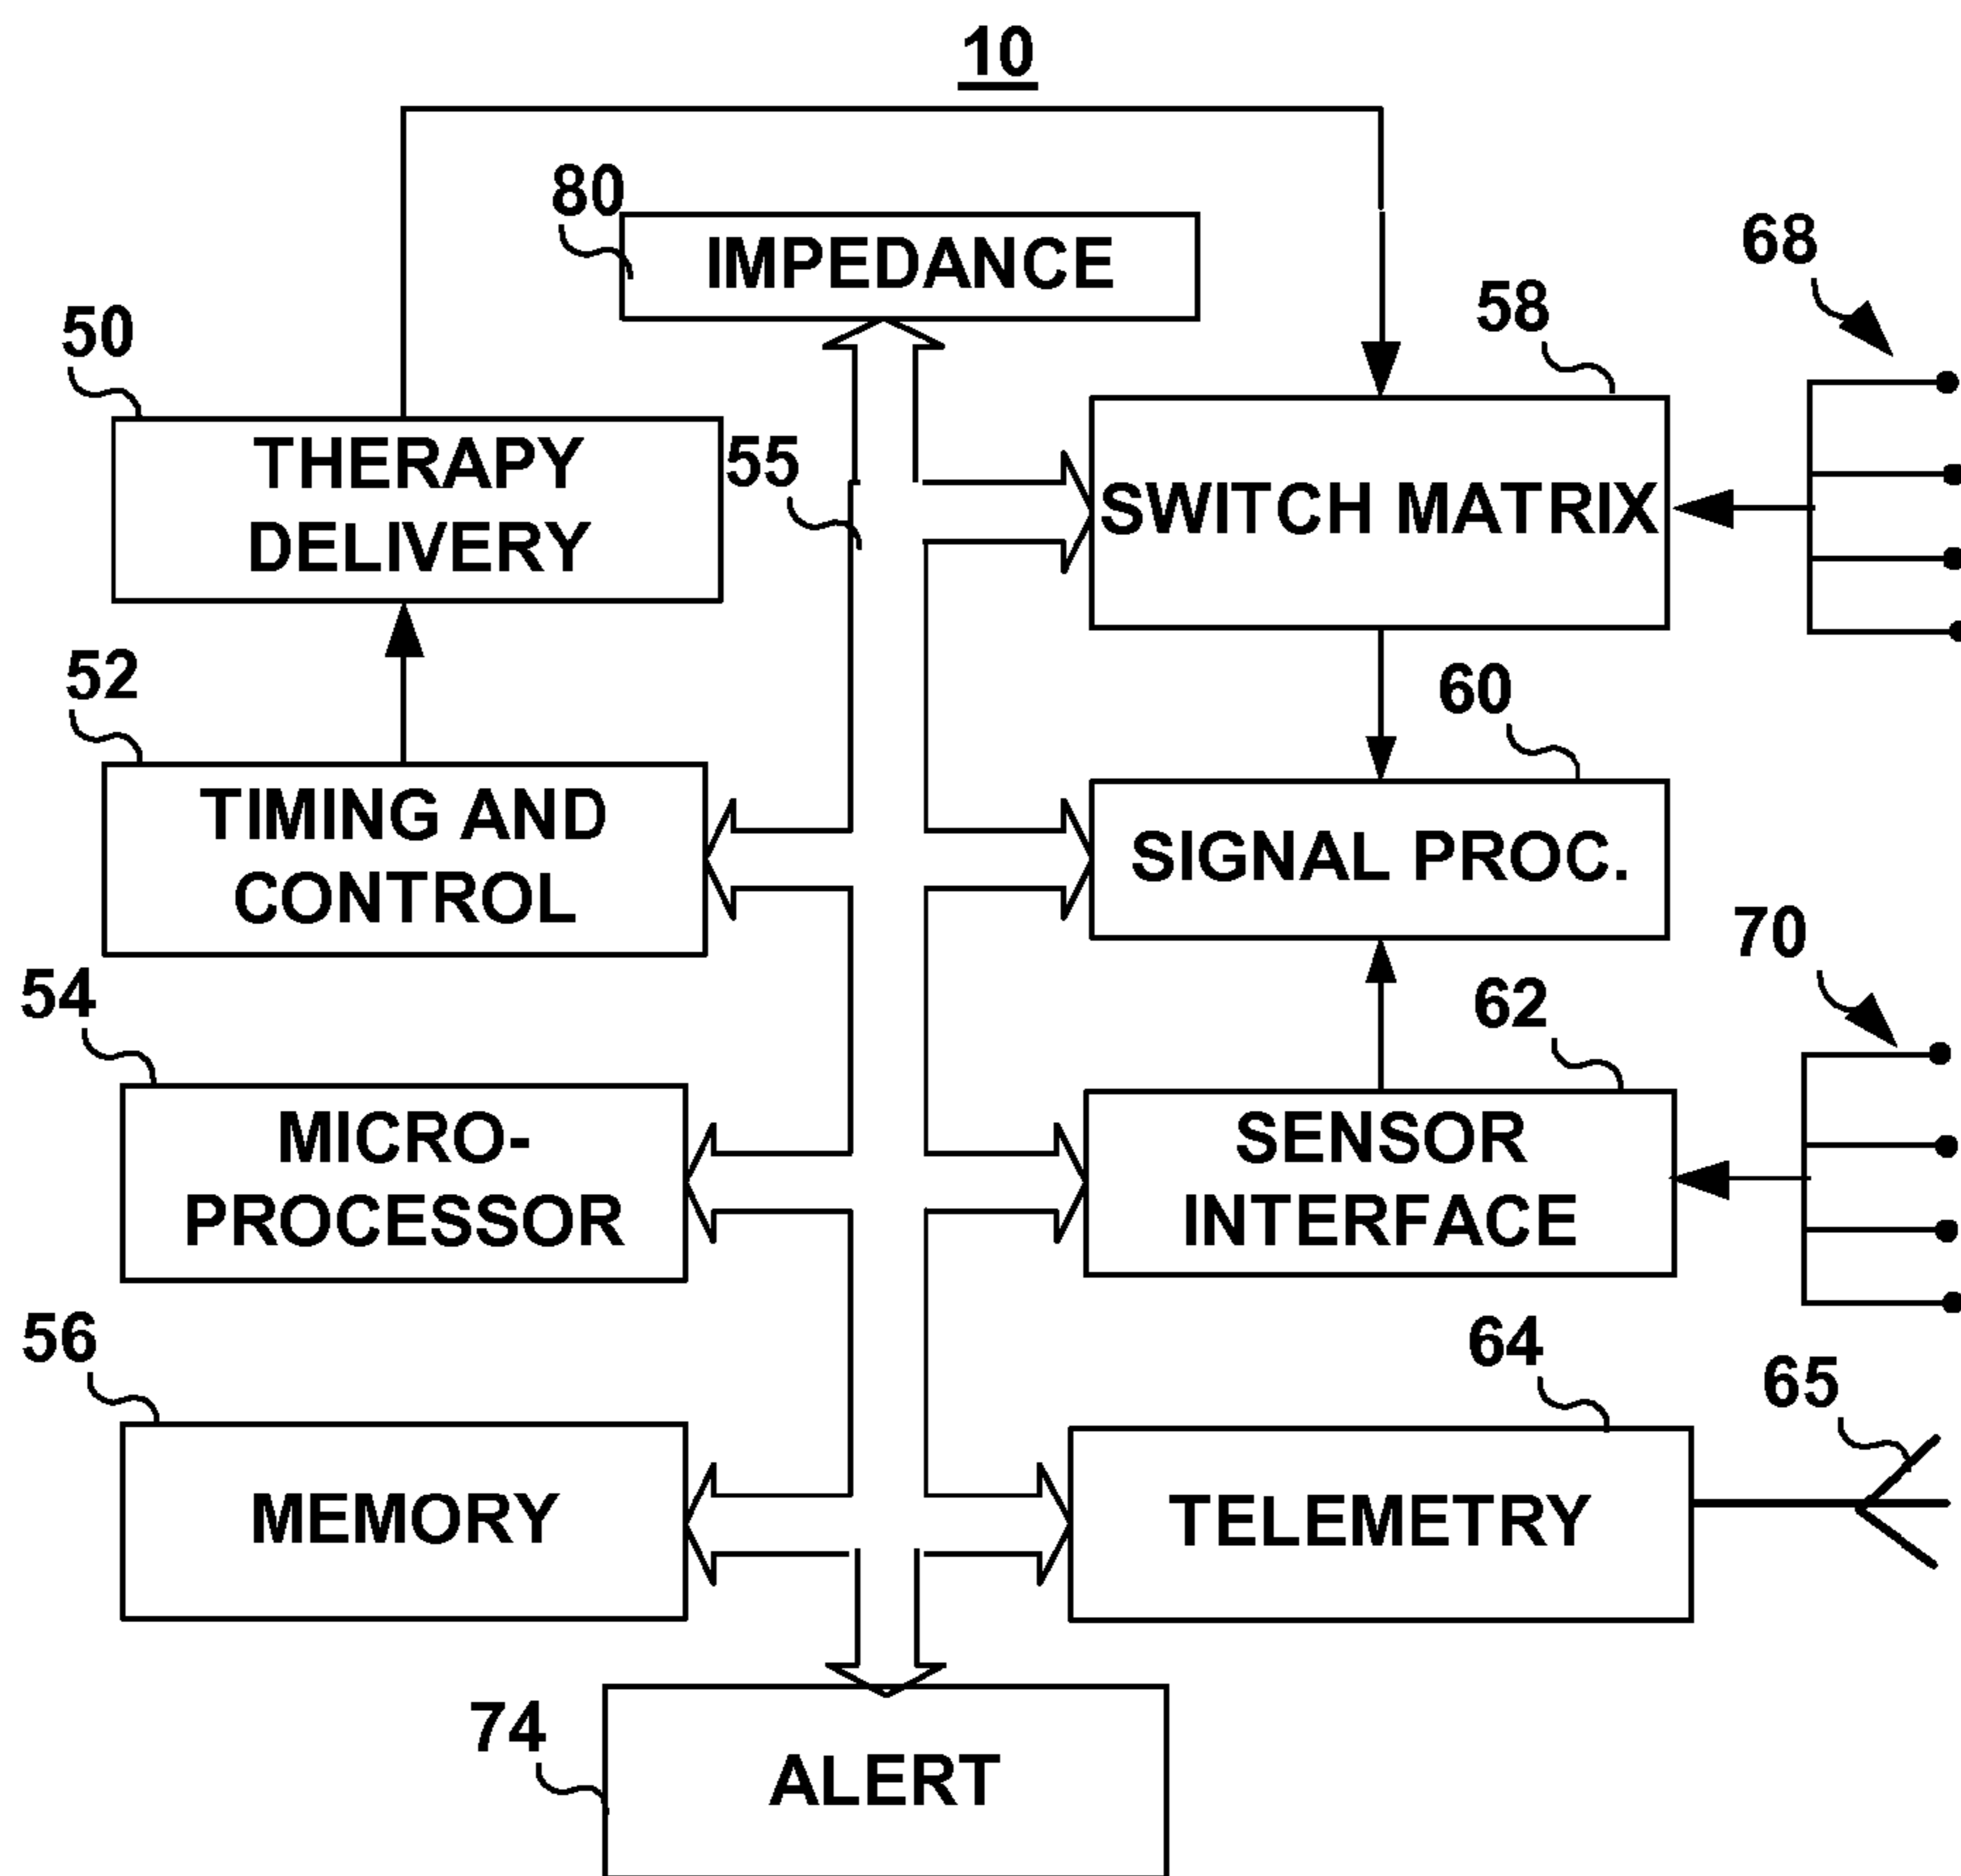 10
80
IMPEDANCE
68
58
50
THERAPY
DELIVERY
55
SWITCH MATRIX
52
60
TIMING AND
CONTROL
SIGNAL PROC.
70
54
62
MICRO-
PROCESSOR
SENSOR
INTERFACE
56
64
65
MEMORY
TELEMETRY
74
ALERT